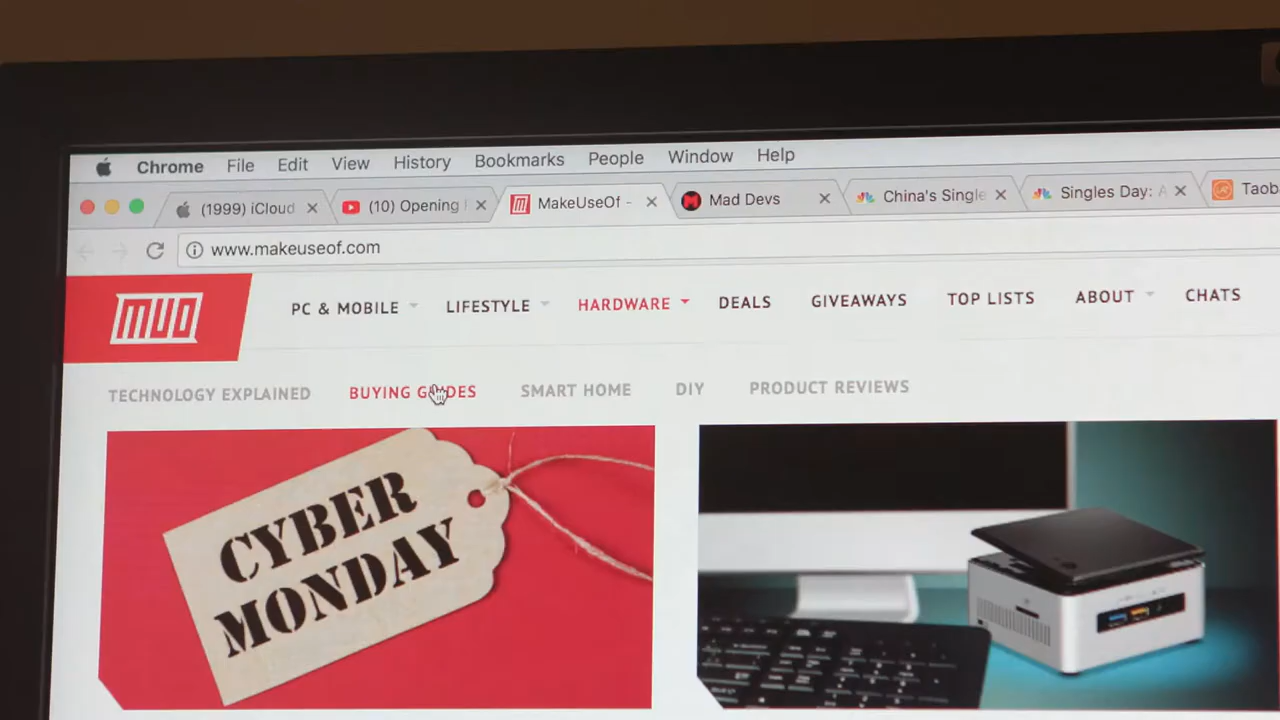 Chrome File Edit View History Bookmarks People Window Help
(1999) iCloud (10) Opening MakeUseOf - Mad Devs China's Single Singles Day: A Taob
www.makeuseof.com
MUO PC & MOBILE LIFESTYLE HARDWARE DEALS GIVEAWAYS TOP LISTS ABOUT CHATS
TECHNOLOGY EXPLAINED BUYING GUIDES SMART HOME DIY PRODUCT REVIEWS
CYBER
MONDAY